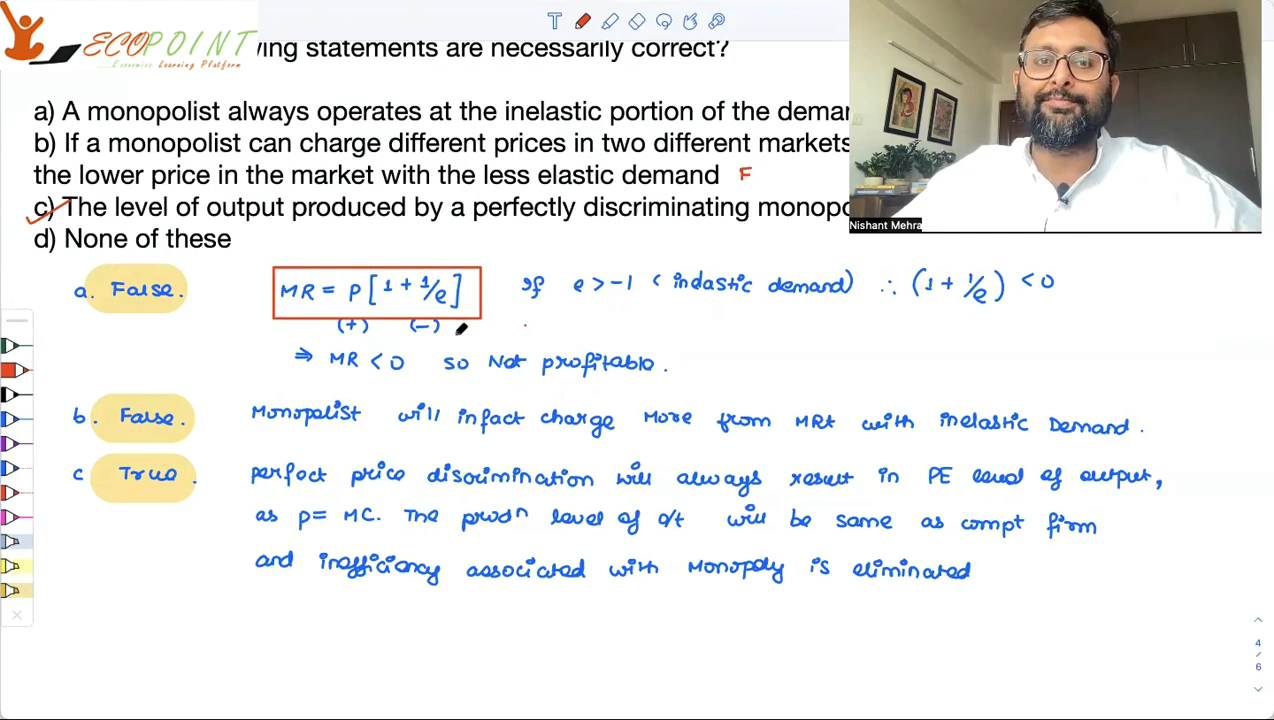 ECOPOINT
....Economics Learning Platform
ving statements are necessarily correct?
a) A monopolist always operates at the inelastic portion of the deman
b) If a monopolist can charge different prices in two different markets
the lower price in the market with the less elastic demand F
c) The level of output produced by a perfectly discriminating monopo
d) None of these
Nishant Mehra
a. False. MR = P[1 + 1/e] If e > -1 (indastic demand) ∴ (1 + 1/e) < 0
(+) (-)
⇒ MR < 0 so Not profitable.
b. False. Monopolist will infact charge More from MRt with inelastic Demand.
c True. perfect price discrimination will always result in PE level of output,
as P = MC. The prodn level of o/t will be same as compt firm
and inefficiency associated with Monopoly is eliminated
4
/
6